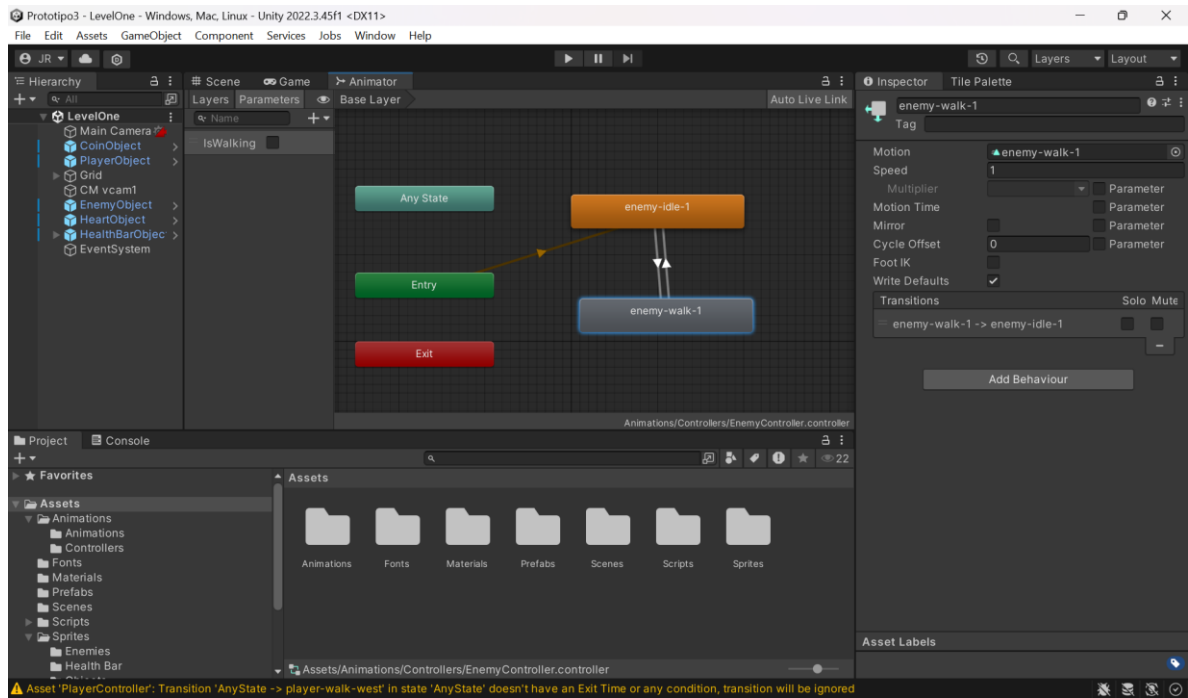 Prototipo3 - LevelOne - Windows, Mac, Linux - Unity 2022.3.45f1 <DX11>
File Edit Assets GameObject Component Services Jobs Window Help
JR Layers Layout
Hierarchy
All
LevelOne
Main Camera
CoinObject
PlayerObject
Grid
CM vcam1
EnemyObject
HeartObject
HealthBarObjec
EventSystem
Scene Game Animator
Layers Parameters Base Layer Auto Live Link
Name
IsWalking
Any State
enemy-idle-1
Entry
enemy-walk-1
Exit
Animations/Controllers/EnemyController.controller
Inspector Tile Palette
enemy-walk-1
Tag
Motion enemy-walk-1
Speed 1
Multiplier Parameter
Motion Time Parameter
Mirror Parameter
Cycle Offset 0 Parameter
Foot IK
Write Defaults
Transitions Solo Mute
enemy-walk-1 -> enemy-idle-1
Add Behaviour
Project Console
22
Favorites
Assets
Animations
Animations
Controllers
Fonts
Materials
Prefabs
Scenes
Scripts
Sprites
Enemies
Health Bar
Assets
Animations Fonts Materials Prefabs Scenes Scripts Sprites
Assets/Animations/Controllers/EnemyController.controller
Asset Labels
Asset 'PlayerController': Transition 'AnyState -> player-walk-west' in state 'AnyState' doesn't have an Exit Time or any condition, transition will be ignored